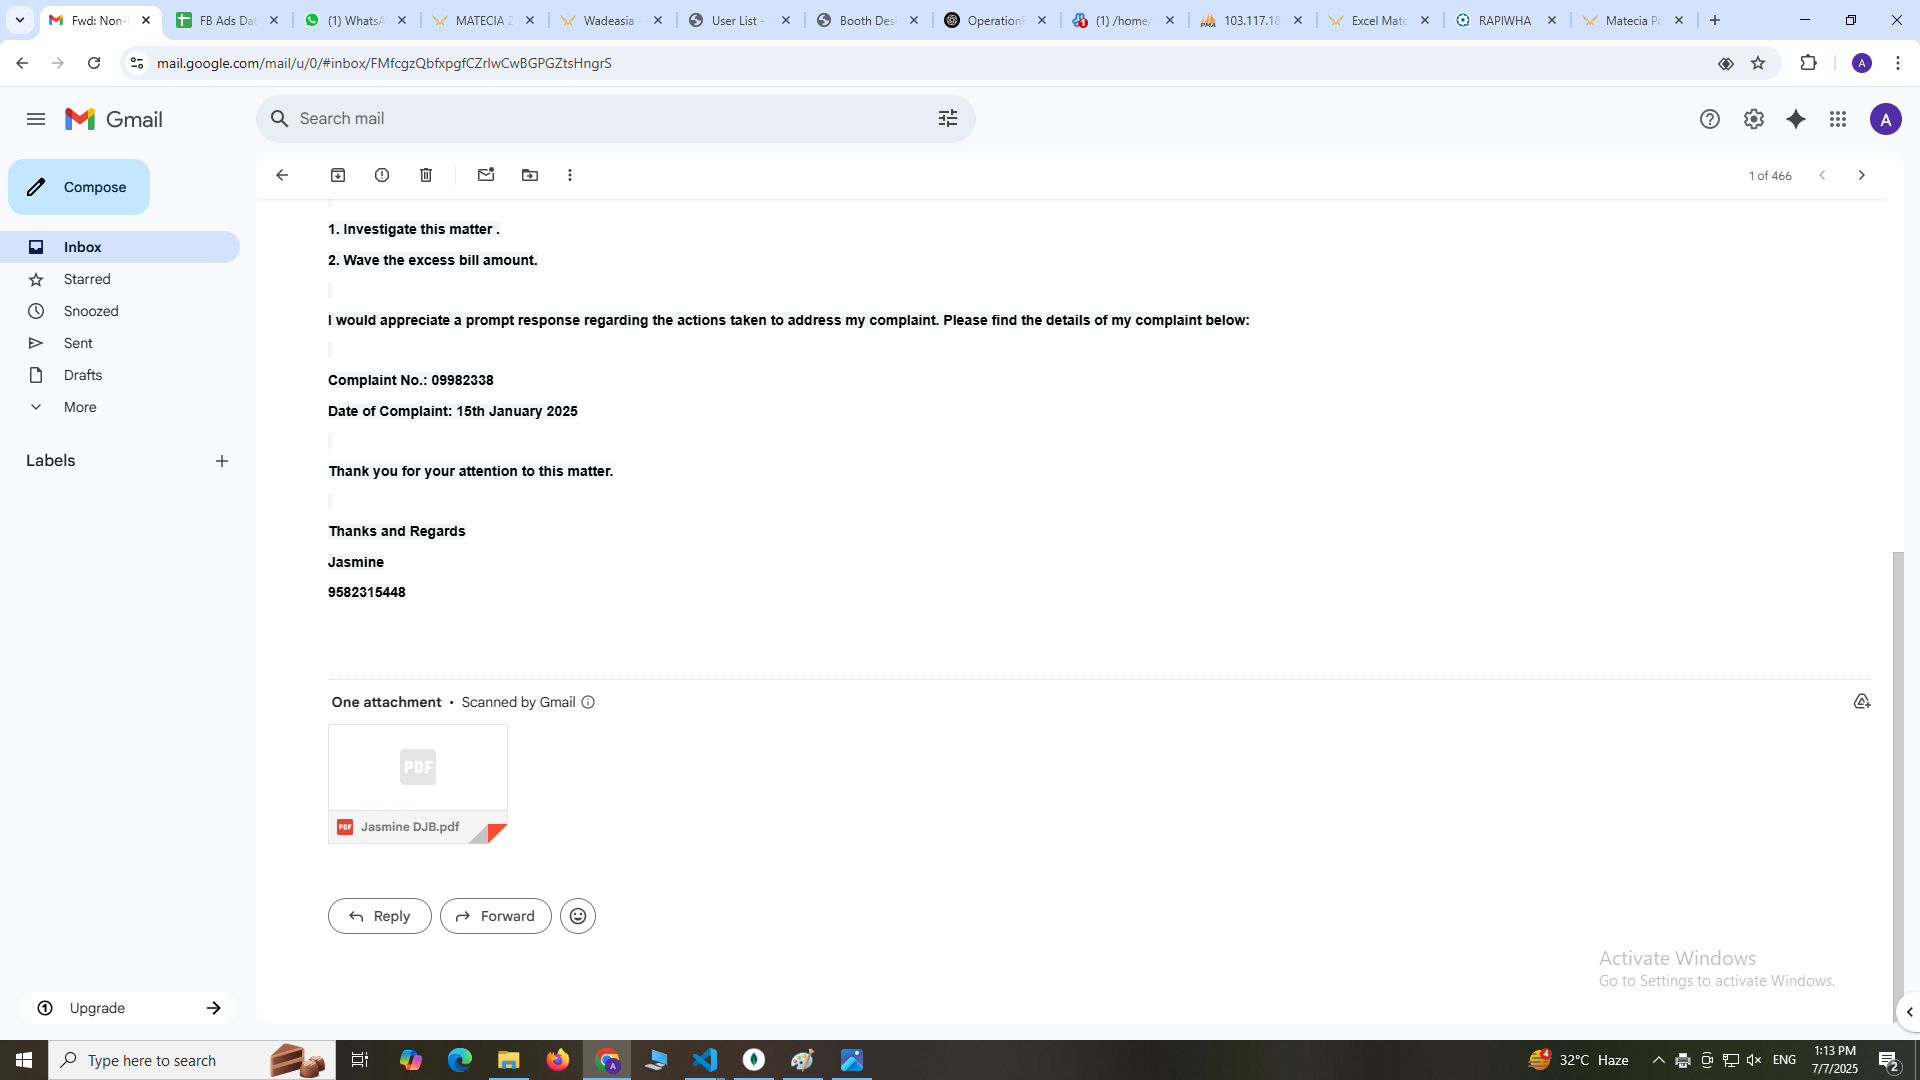 Fwd: Non-
FB Ads Dat
(1) WhatsA
MATECIA 2
Wadeasia -
User List -
Booth Des
OperationF
(1) /home/
103.117.18
Excel Mate
RAPIWHA
Matecia Po
mail.google.com/mail/u/0/#inbox/FMfcgzQbfxpgfCZrlwCwBGPGZtsHngrS
A
Gmail
Search mail
A
Compose
1 of 466
Inbox
Starred
Snoozed
Sent
Drafts
More
Labels
1. Investigate this matter .
2. Wave the excess bill amount.
I would appreciate a prompt response regarding the actions taken to address my complaint. Please find the details of my complaint below:
Complaint No.: 09982338
Date of Complaint: 15th January 2025
Thank you for your attention to this matter.
Thanks and Regards
Jasmine
9582315448
One attachment • Scanned by Gmail
PDF
PDF Jasmine DJB.pdf
Reply
Forward
Activate Windows
Go to Settings to activate Windows.
Upgrade
Type here to search
4
32°C Haze
ENG
1:13 PM
7/7/2025
2